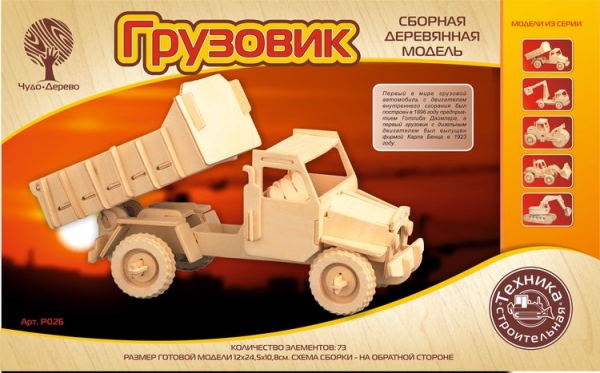 Чудо-Дерево
Грузовик
СБОРНАЯ
ДЕРЕВЯННАЯ
МОДЕЛЬ
МОДЕЛИ ИЗ СЕРИИ
Первый в мире грузовой
автомобиль с двигателем
внутреннего сгорания был
построен в 1896 году предприя-
тием Готлиба Даймлера, а
первый грузовик с дизельным
двигателем был выпущен
фирмой Карла Бенца в 1923
году.
Арт. P026
Техника
строительная
КОЛИЧЕСТВО ЭЛЕМЕНТОВ: 73
РАЗМЕР ГОТОВОЙ МОДЕЛИ 12х24,5х10,8см. СХЕМА СБОРКИ - НА ОБРАТНОЙ СТОРОНЕ